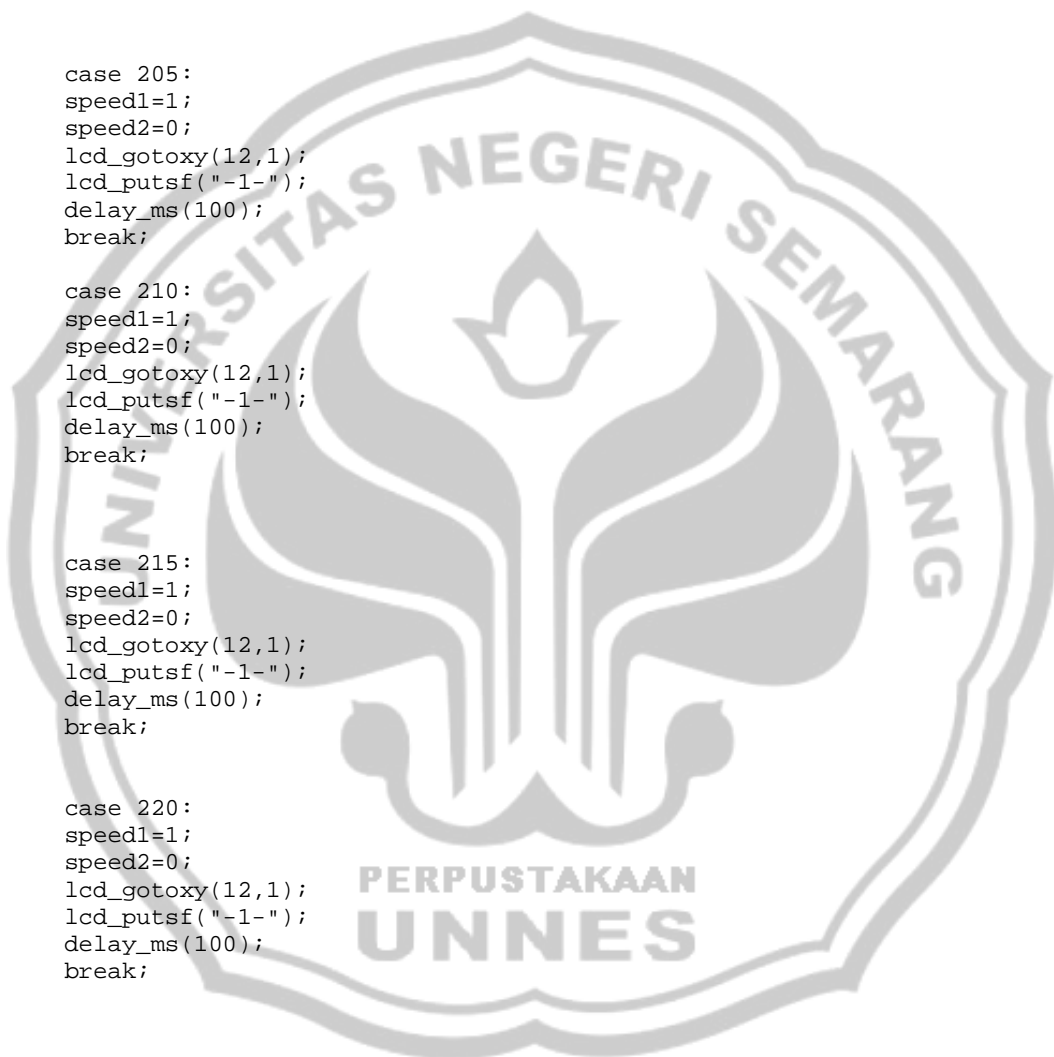 case 205:
speed1=1;
speed2=0;
lcd_gotoxy(12,1);
lcd_putsf("-1-");
delay_ms(100);
break;
case 210:
speed1=1;
speed2=0;
lcd_gotoxy(12,1);
lcd_putsf("-1-");
delay_ms(100);
break;
case 215:
speed1=1;
speed2=0;
lcd_gotoxy(12,1);
lcd_putsf("-1-");
delay_ms(100);
break;
case 220:
speed1=1;
speed2=0;
lcd_gotoxy(12,1);
lcd_putsf("-1-");
delay_ms(100);
break;
UNIVERSITAS NEGERI SEMARANG
PERPUSTAKAAN
UNNES